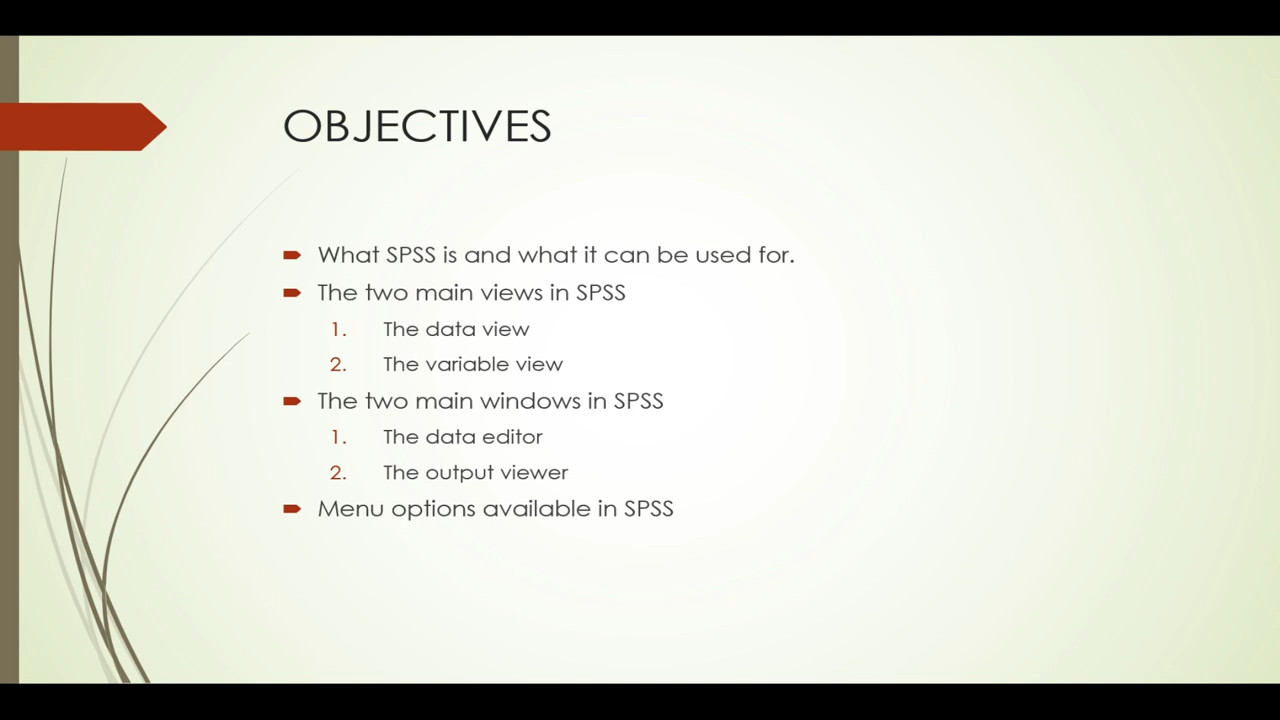 OBJECTIVES
What SPSS is and what it can be used for.
The two main views in SPSS
1. The data view
2. The variable view
The two main windows in SPSS
1. The data editor
2. The output viewer
Menu options available in SPSS